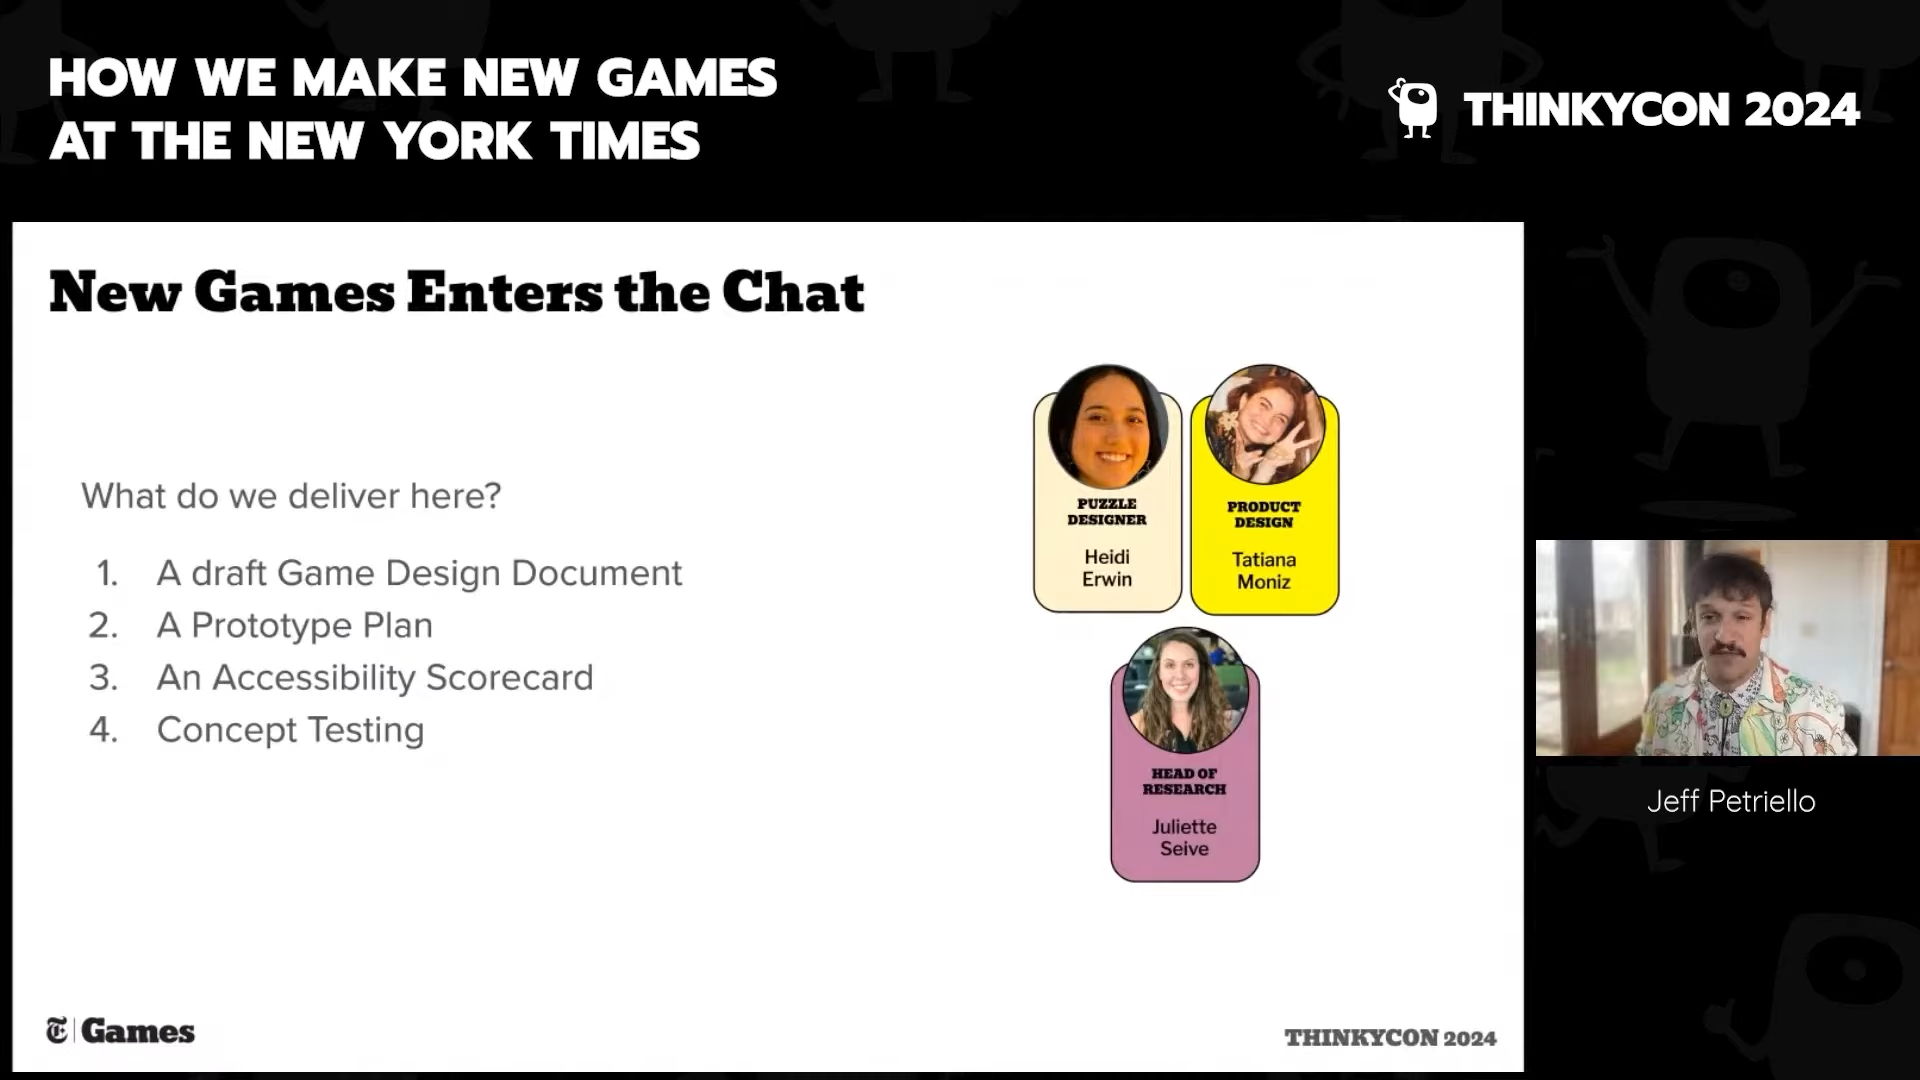 HOW WE MAKE NEW GAMES
AT THE NEW YORK TIMES
THINKYCON 2024
New Games Enters the Chat
What do we deliver here?
1. A draft Game Design Document
2. A Prototype Plan
3. An Accessibility Scorecard
4. Concept Testing
PUZZLE
DESIGNER
Heidi
Erwin
PRODUCT
DESIGN
Tatiana
Moniz
HEAD OF
RESEARCH
Juliette
Seive
Jeff Petriello
T Games
THINKYCON 2024